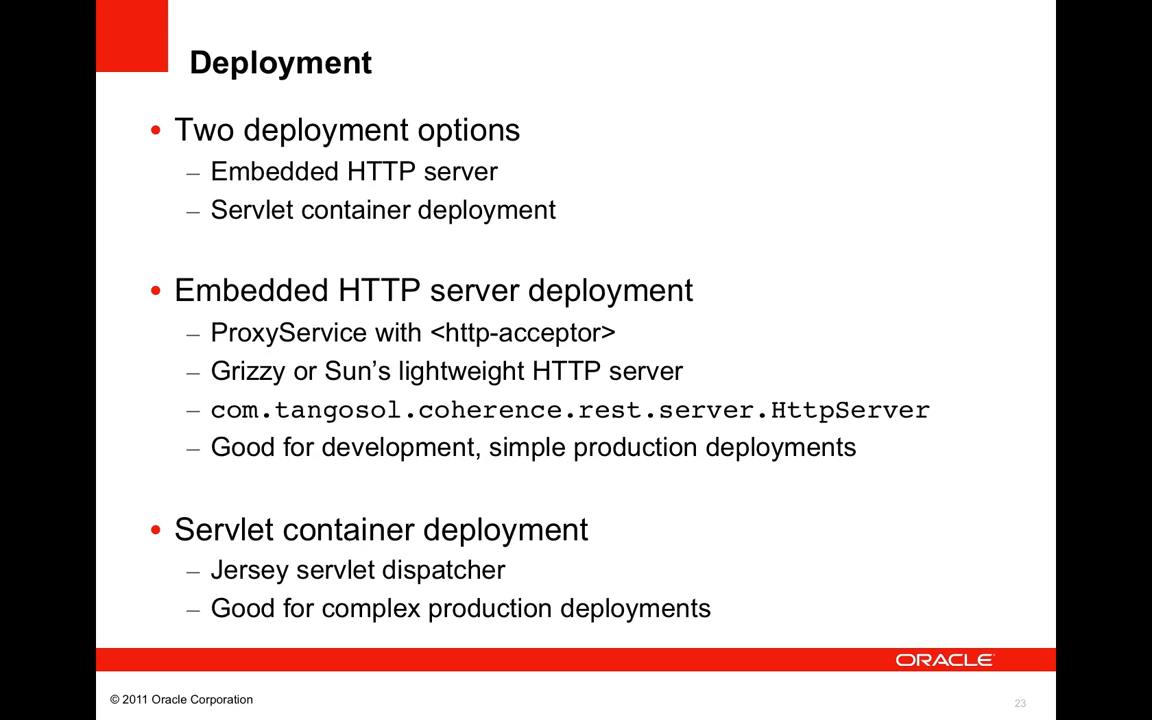 Deployment
• Two deployment options
– Embedded HTTP server
– Servlet container deployment
• Embedded HTTP server deployment
– ProxyService with <http-acceptor>
– Grizzy or Sun’s lightweight HTTP server
– com.tangosol.coherence.rest.server.HttpServer
– Good for development, simple production deployments
• Servlet container deployment
– Jersey servlet dispatcher
– Good for complex production deployments
ORACLE
© 2011 Oracle Corporation
23